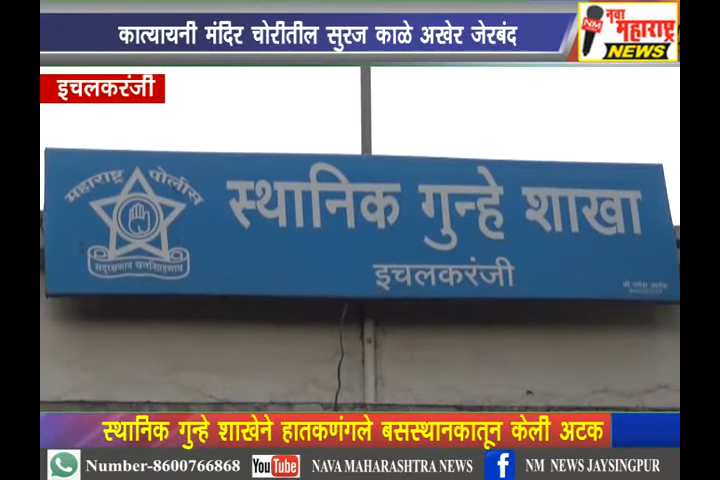 कात्यायनी मंदिर चोरीतील सुरज काळे अखेर जेरबंद
नवा
महाराष्ट्र
NM
NEWS
इचलकरंजी
महाराष्ट्र पोलीस
सद्रक्षणाय खलनिग्रहणाय
स्थानिक गुन्हे शाखा
इचलकरंजी
स्थानिक गुन्हे शाखेने हातकणंगले बसस्थानकातून केली अटक
Number-8600766868 YouTube NAVA MAHARASHTRA NEWS f NM NEWS JAYSINGPUR